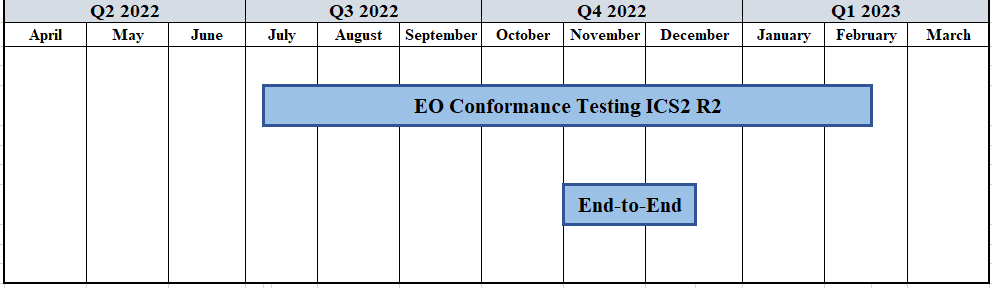 Q2 2022 Q3 2022 Q4 2022 Q1 2023
April May June July August September October November December January February March
EO Conformance Testing ICS2 R2
End-to-End